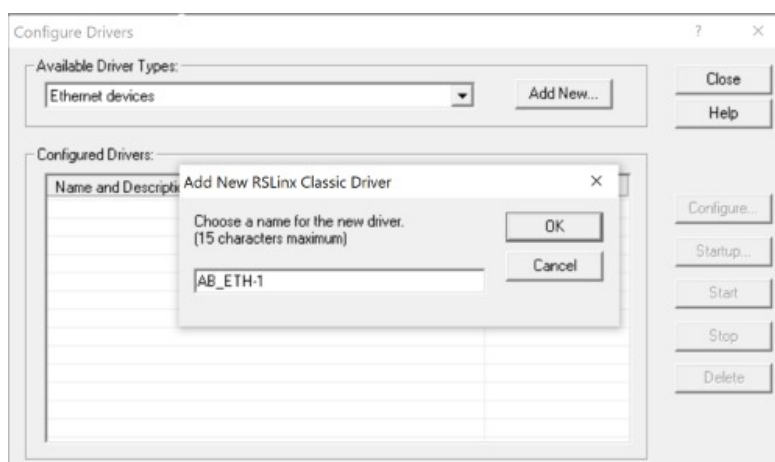 Configure Drivers
? ×
Available Driver Types:
Ethernet devices
Add New...
Close
Help
Configured Drivers:
Name and Descripti
Add New RSLinx Classic Driver
×
Choose a name for the new driver.
(15 characters maximum)
OK
Cancel
AB_ETH-1
Configure...
Startup...
Start
Stop
Delete